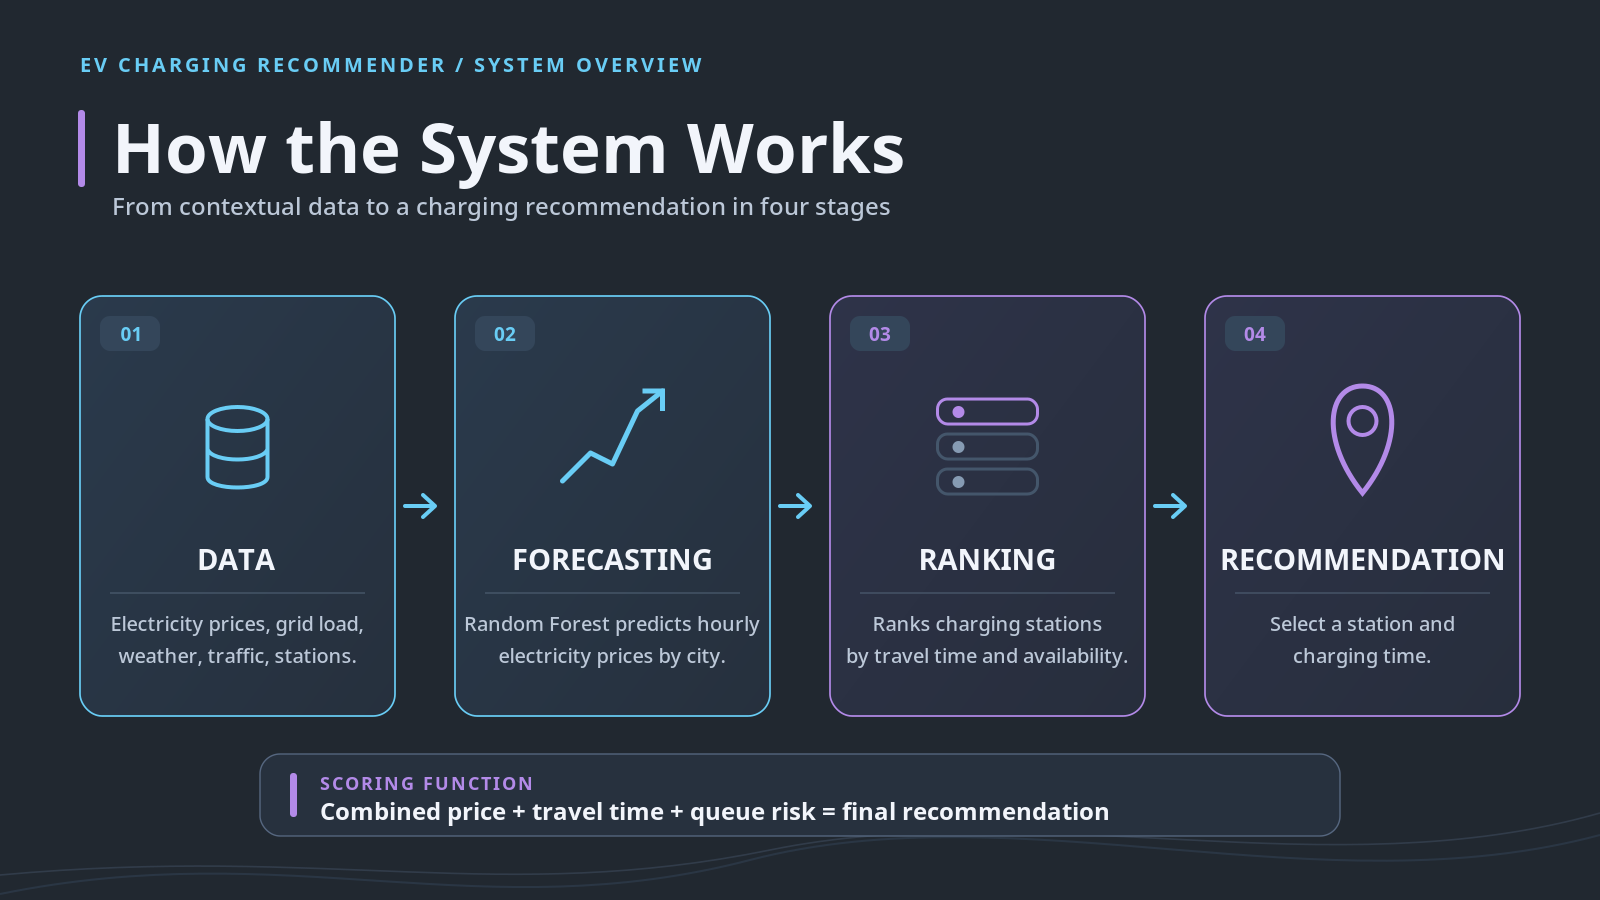 EV CHARGING RECOMMENDER / SYSTEM OVERVIEW
How the System Works
From contextual data to a charging recommendation in four stages
01
DATA
Electricity prices, grid load,
weather, traffic, stations.
02
FORECASTING
Random Forest predicts hourly
electricity prices by city.
03
RANKING
Ranks charging stations
by travel time and availability.
04
RECOMMENDATION
Select a station and
charging time.
SCORING FUNCTION
Combined price + travel time + queue risk = final recommendation